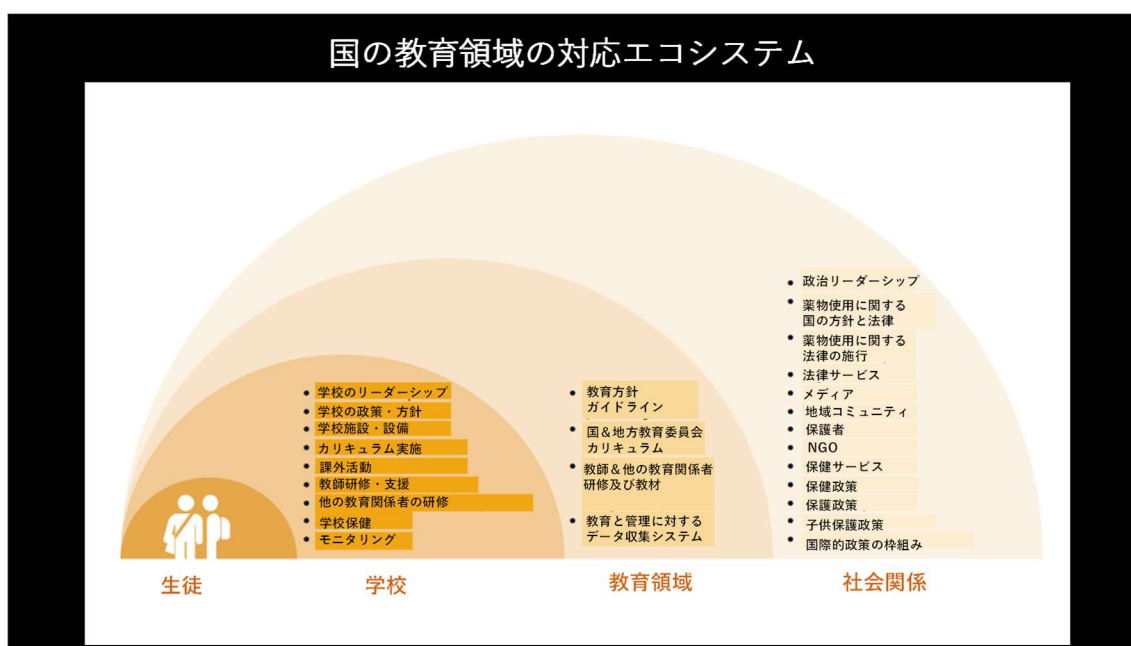 国の教育領域の対応エコシステム
学校のリーダーシップ
学校の政策・方針
学校施設・設備
カリキュラム実施
課外活動
教師研修・支援
他の教育関係者の研修
学校保健
モニタリング
教育方針
ガイドライン
国&地方教育委員会
カリキュラム
教師&他の教育関係者
研修及び教材
教育と管理に対する
データ収集システム
政治リーダーシップ
薬物使用に関する
国の方針と法律
薬物使用に関する
法律の施行
法律サービス
メディア
地域コミュニティ
保護者
NGO
保健サービス
保健政策
保護政策
子供保護政策
国際的政策の枠組み
生徒
学校
教育領域
社会関係